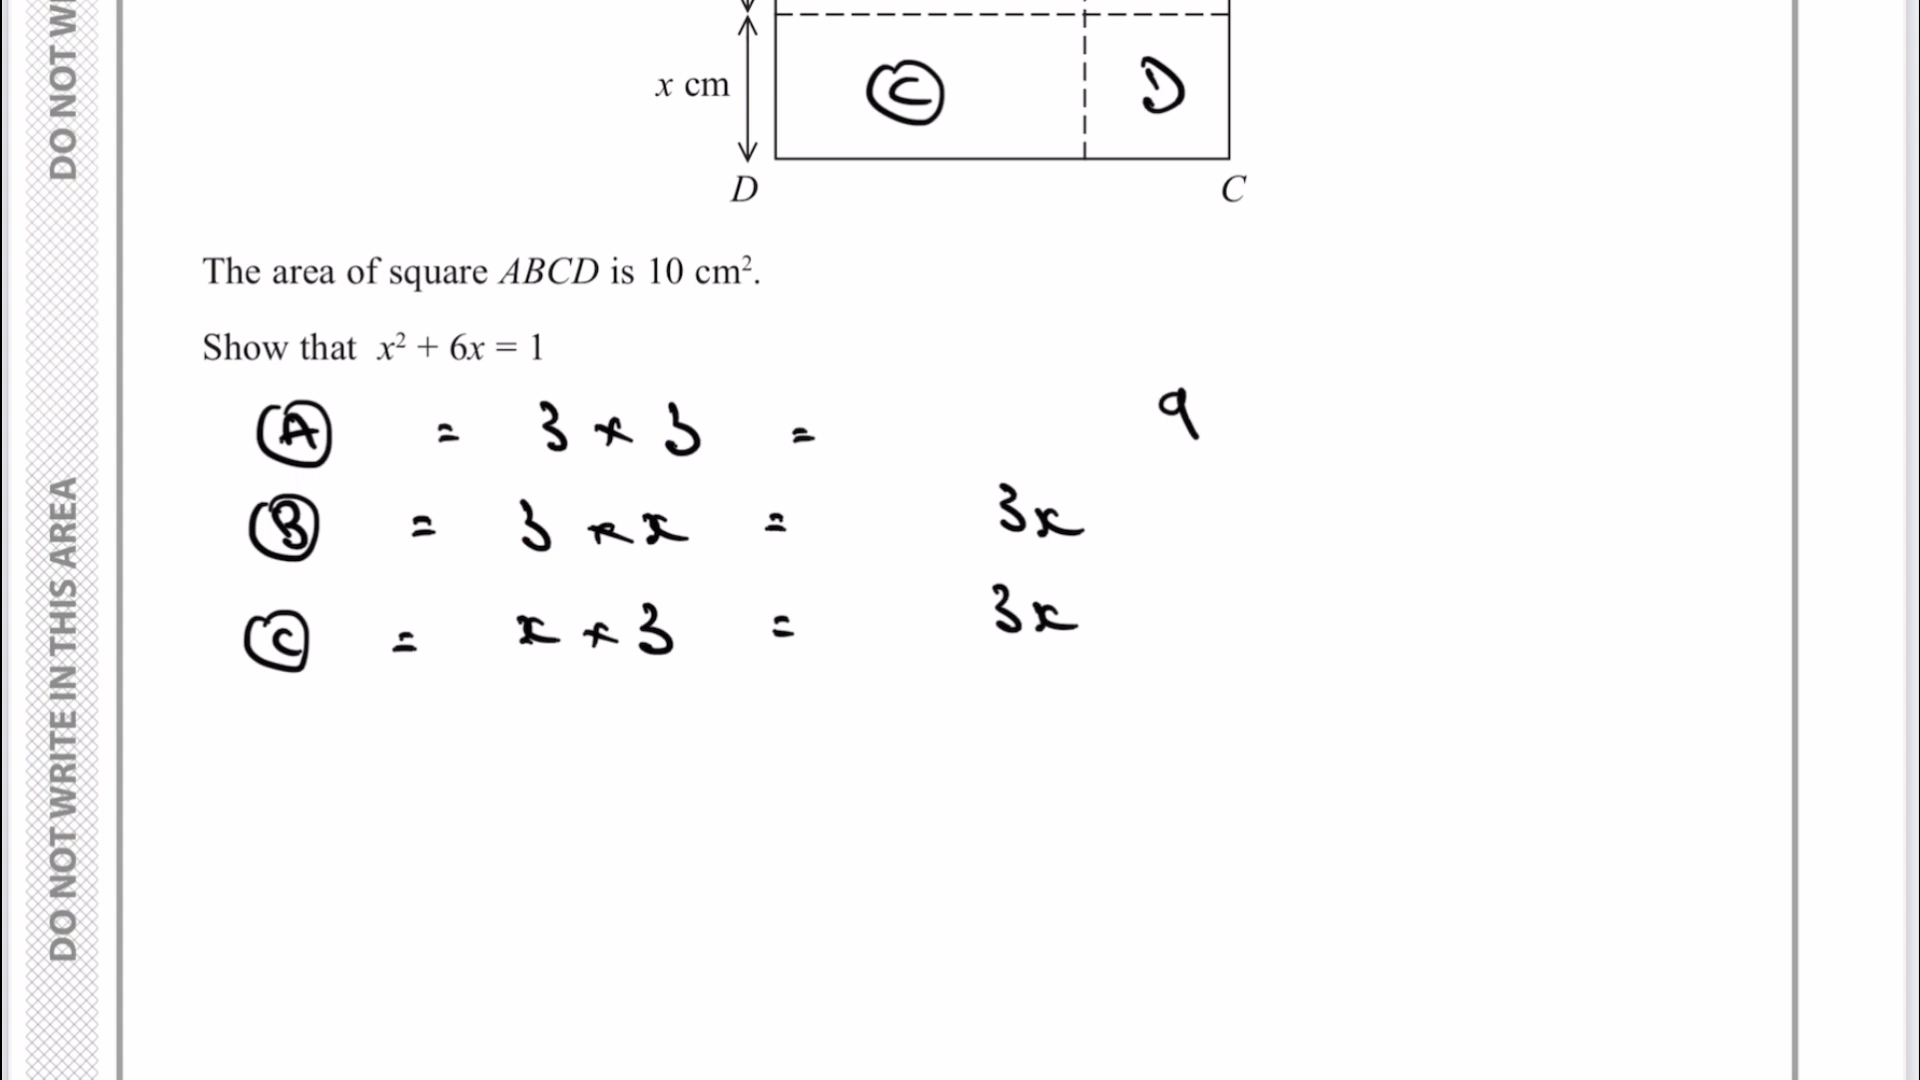 DO NOT W
x cm
C
D
D
C
The area of square ABCD is 10 cm².
Show that x² + 6x = 1
A = 3 × 3 = 9
B = 3 × x = 3x
C = x × 3 = 3x
DO NOT WRITE IN THIS AREA